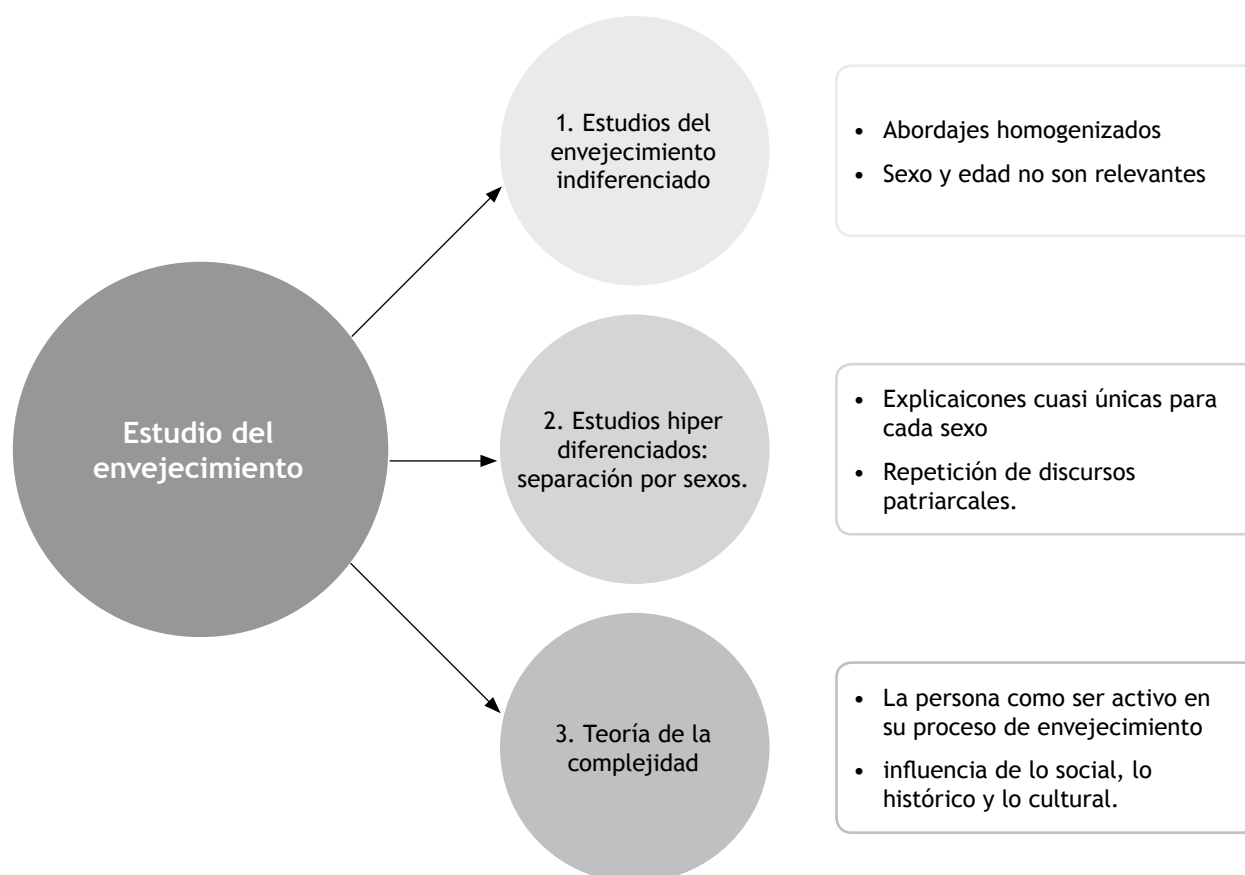 Estudio del
envejecimiento
1. Estudios del
envejecimiento
indiferenciado
• Abordajes homogenizados
• Sexo y edad no son relevantes
2. Estudios hiper
diferenciados:
separación por sexos.
• Explicaicones cuasi únicas para
cada sexo
• Repetición de discursos
patriarcales.
3. Teoría de la
complejidad
• La persona como ser activo en
su proceso de envejecimiento
• influencia de lo social, lo
histórico y lo cultural.